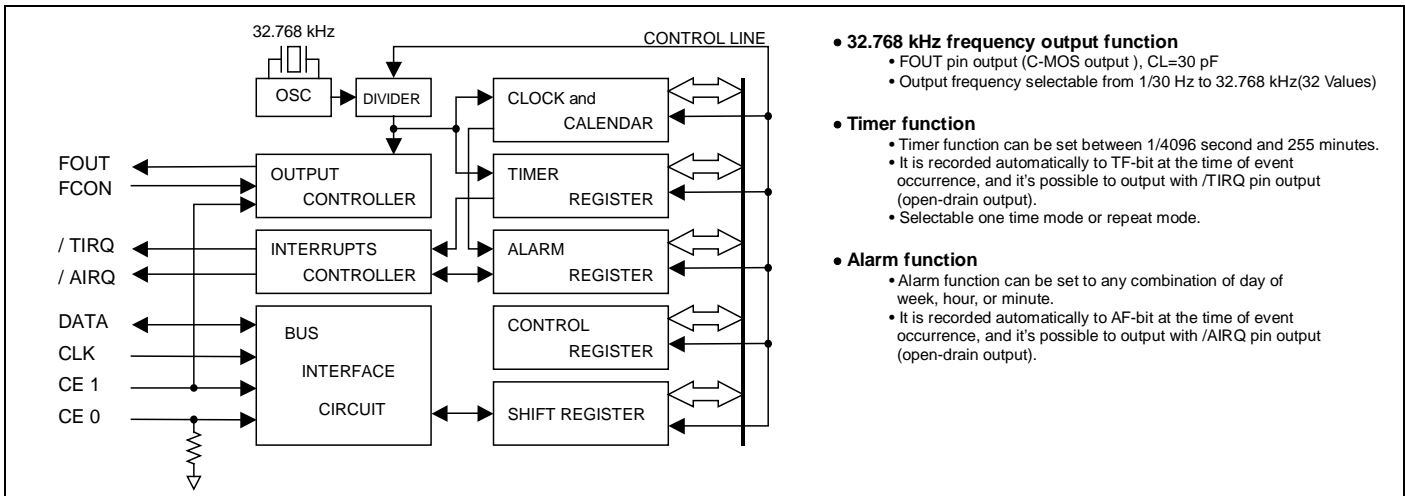 32.768 kHz
CONTROL LINE
OSC
DIVIDER
CLOCK and
CALENDAR
FOUT
FCON
OUTPUT
CONTROLLER
TIMER
REGISTER
/ TIRQ
/ AIRQ
INTERRUPTS
CONTROLLER
ALARM
REGISTER
DATA
CLK
CE 1
CE 0
BUS
INTERFACE
CIRCUIT
CONTROL
REGISTER
SHIFT REGISTER
• 32.768 kHz frequency output function
• FOUT pin output (C-MOS output ), CL=30 pF
• Output frequency selectable from 1/30 Hz to 32.768 kHz(32 Values)
• Timer function
• Timer function can be set between 1/4096 second and 255 minutes.
• It is recorded automatically to TF-bit at the time of event
occurrence, and it's possible to output with /TIRQ pin output
(open-drain output).
• Selectable one time mode or repeat mode.
• Alarm function
• Alarm function can be set to any combination of day of
week, hour, or minute.
• It is recorded automatically to AF-bit at the time of event
occurrence, and it's possible to output with /AIRQ pin output
(open-drain output).